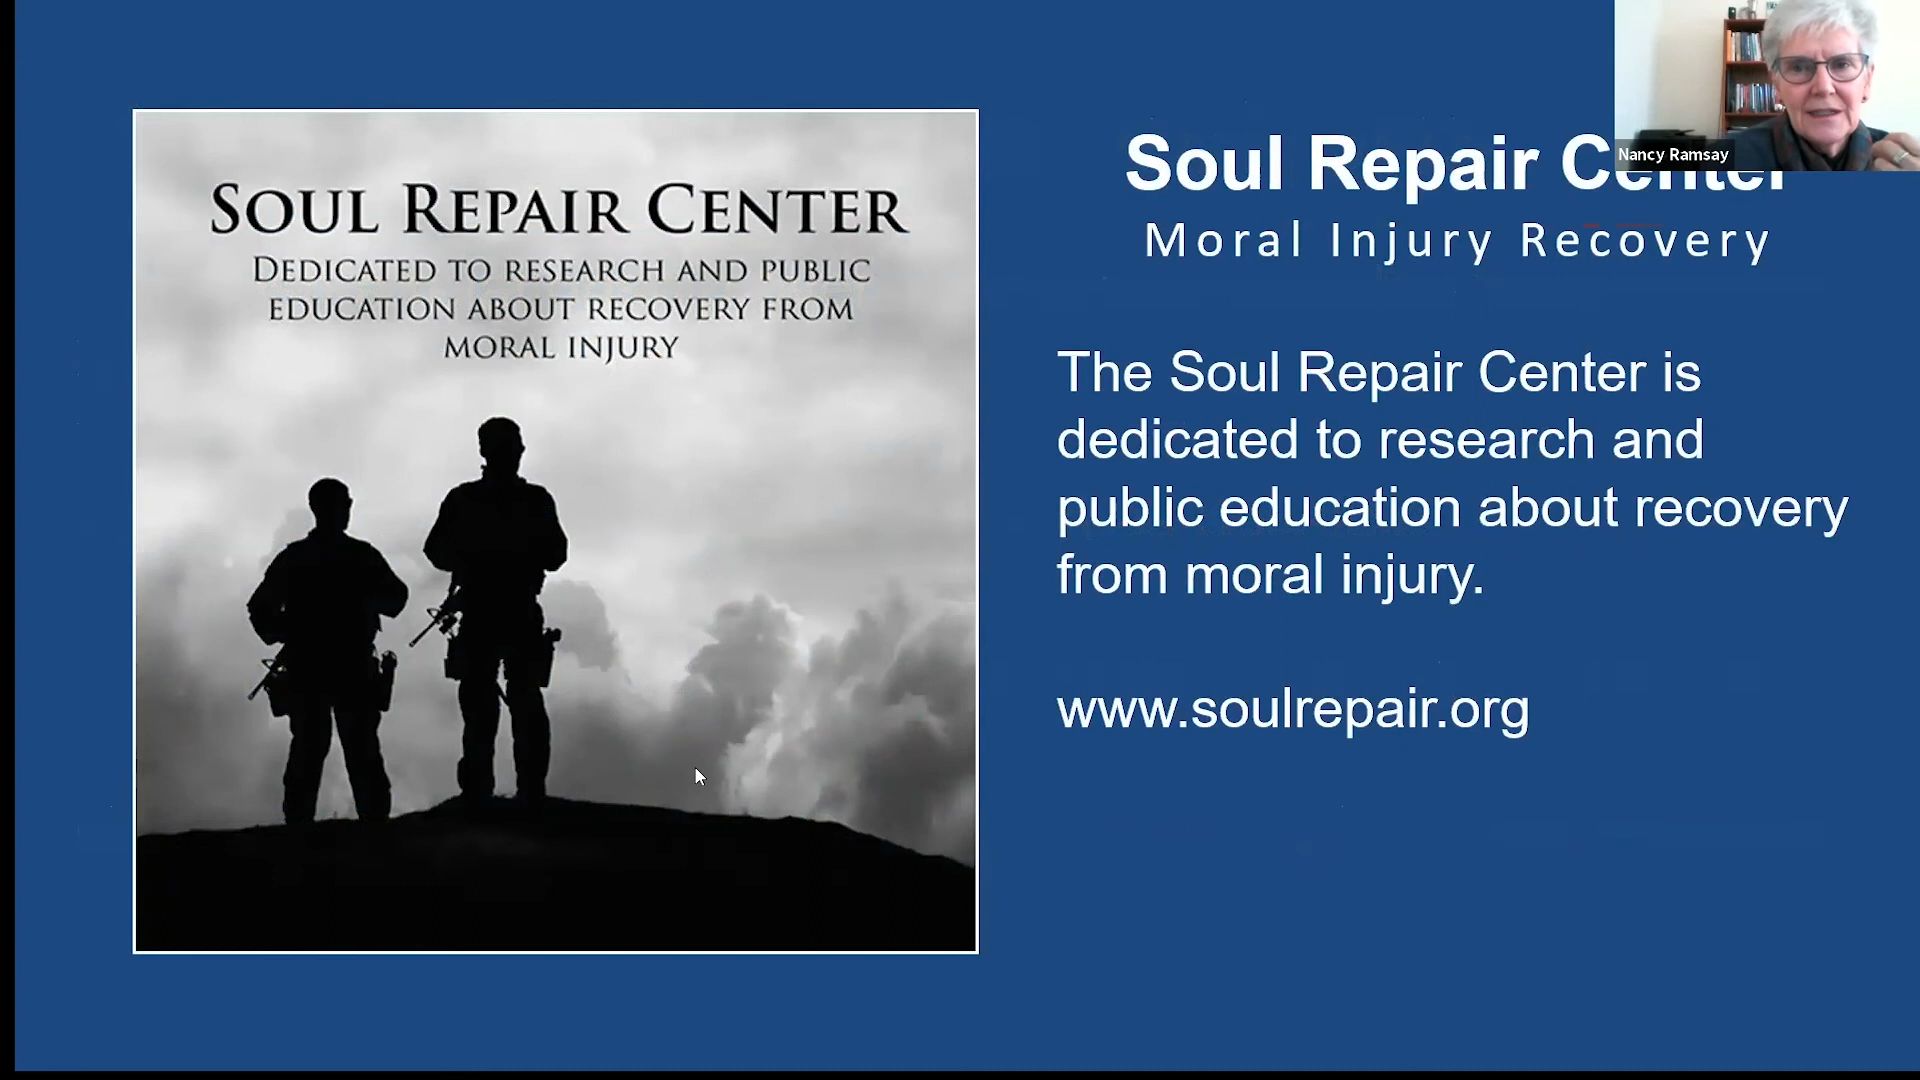 SOUL REPAIR CENTER
DEDICATED TO RESEARCH AND PUBLIC
EDUCATION ABOUT RECOVERY FROM
MORAL INJURY
Soul Repair Center
Moral Injury Recovery
The Soul Repair Center is
dedicated to research and
public education about recovery
from moral injury.
www.soulrepair.org
Nancy Ramsay